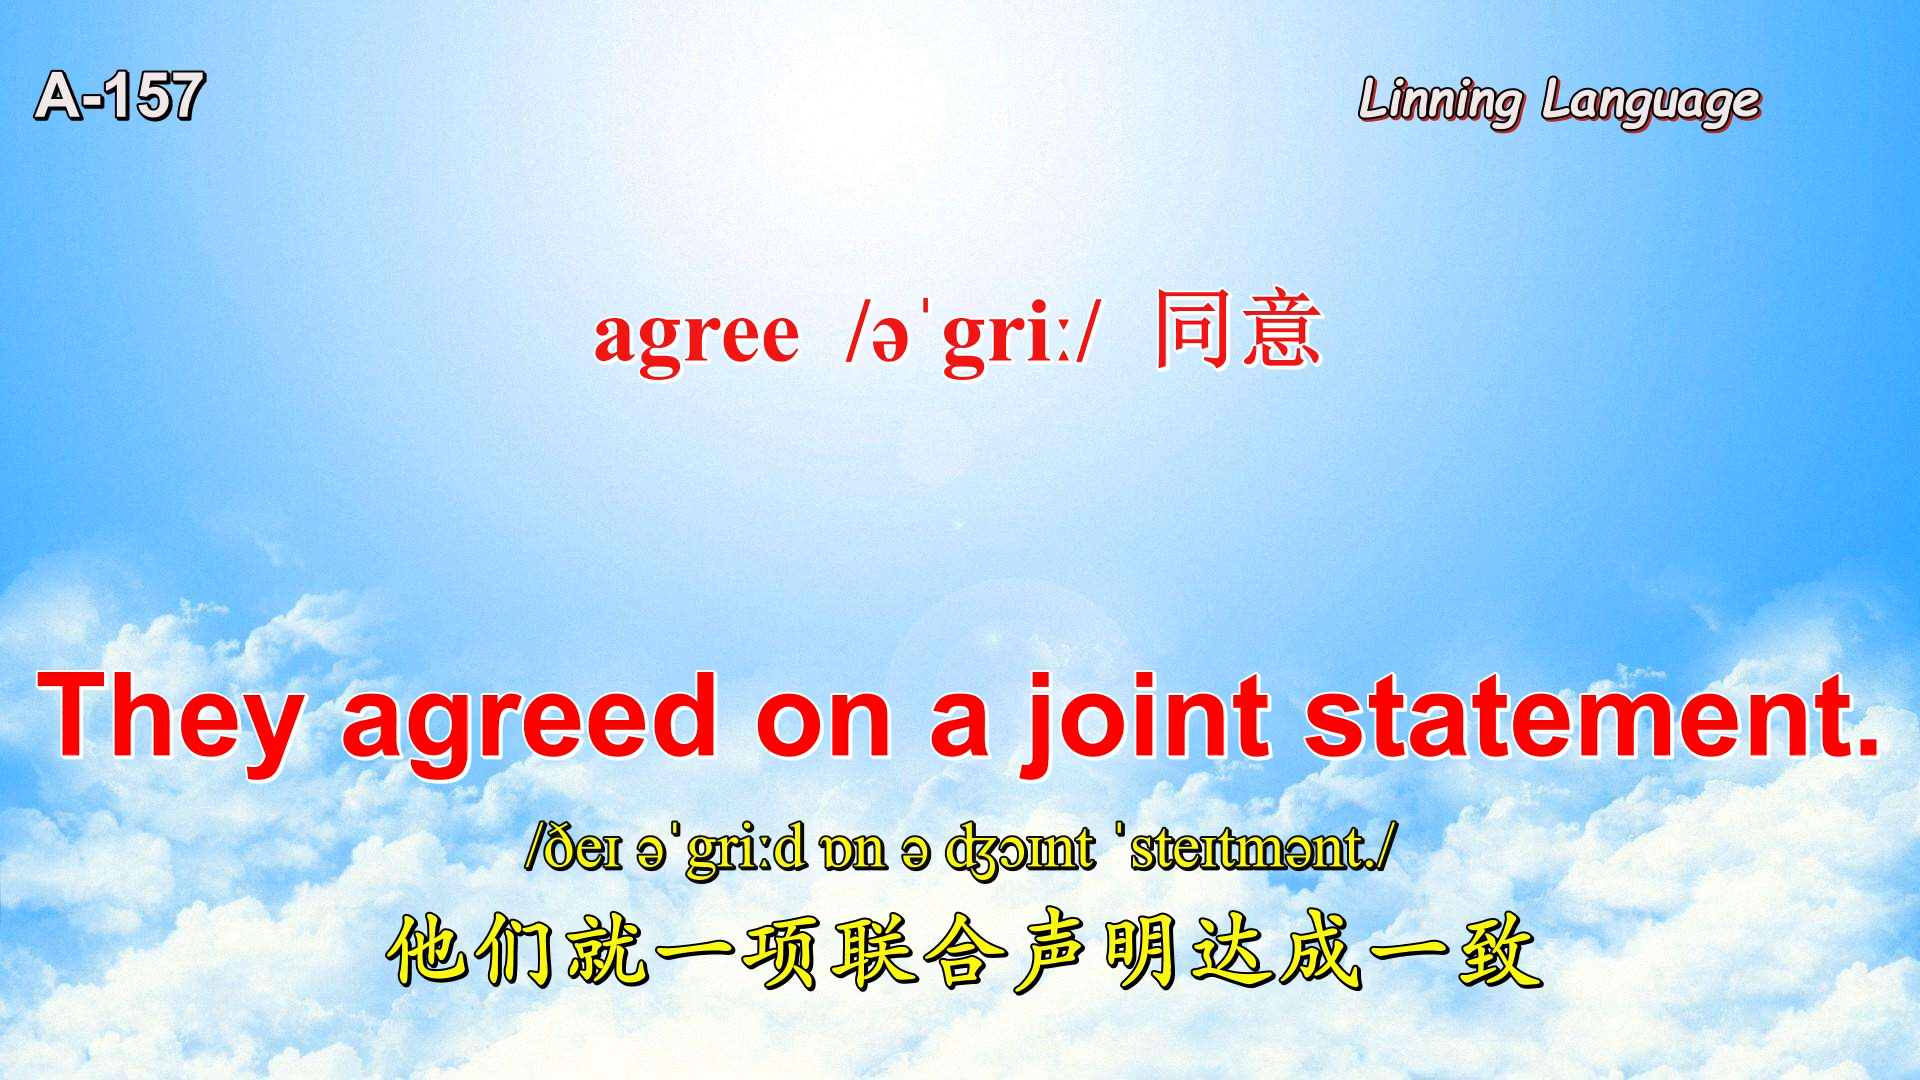 A-157
Linning Language
agree /əˈgriː/ 同意
They agreed on a joint statement.
/ðeɪ əˈgriːd ɒn ə ʤɔɪnt ˈsteɪtmənt./
他们就一项联合声明达成一致